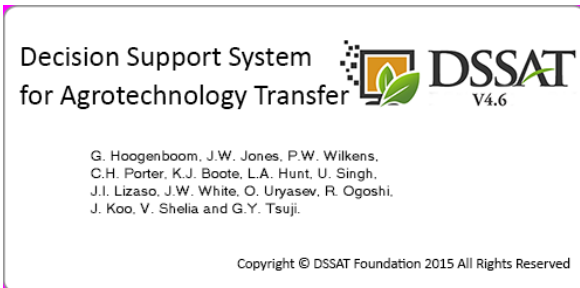 Decision Support System
for Agrotechnology Transfer
DSSAT
V4.6
G. Hoogenboom, J.W. Jones, P.W. Wilkens,
C.H. Porter, K.J. Boote, L.A. Hunt, U. Singh,
J.I. Lizaso, J.W. White, O. Uryasev, R. Ogoshi,
J. Koo, V. Shelia and G.Y. Tsuji.
Copyright © DSSAT Foundation 2015 All Rights Reserved